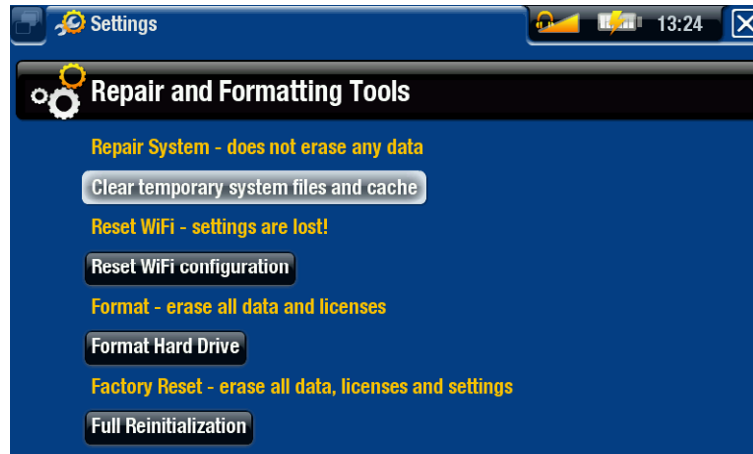 Settings
13:24
Repair and Formatting Tools
Repair System - does not erase any data
Clear temporary system files and cache
Reset WiFi - settings are lost!
Reset WiFi configuration
Format - erase all data and licenses
Format Hard Drive
Factory Reset - erase all data, licenses and settings
Full Reinitialization